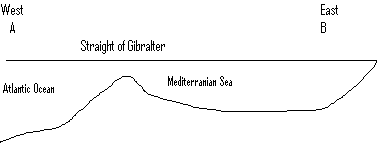 West East
A B
Straight of Gibralter
Mediterranian Sea
Atlantic Ocean